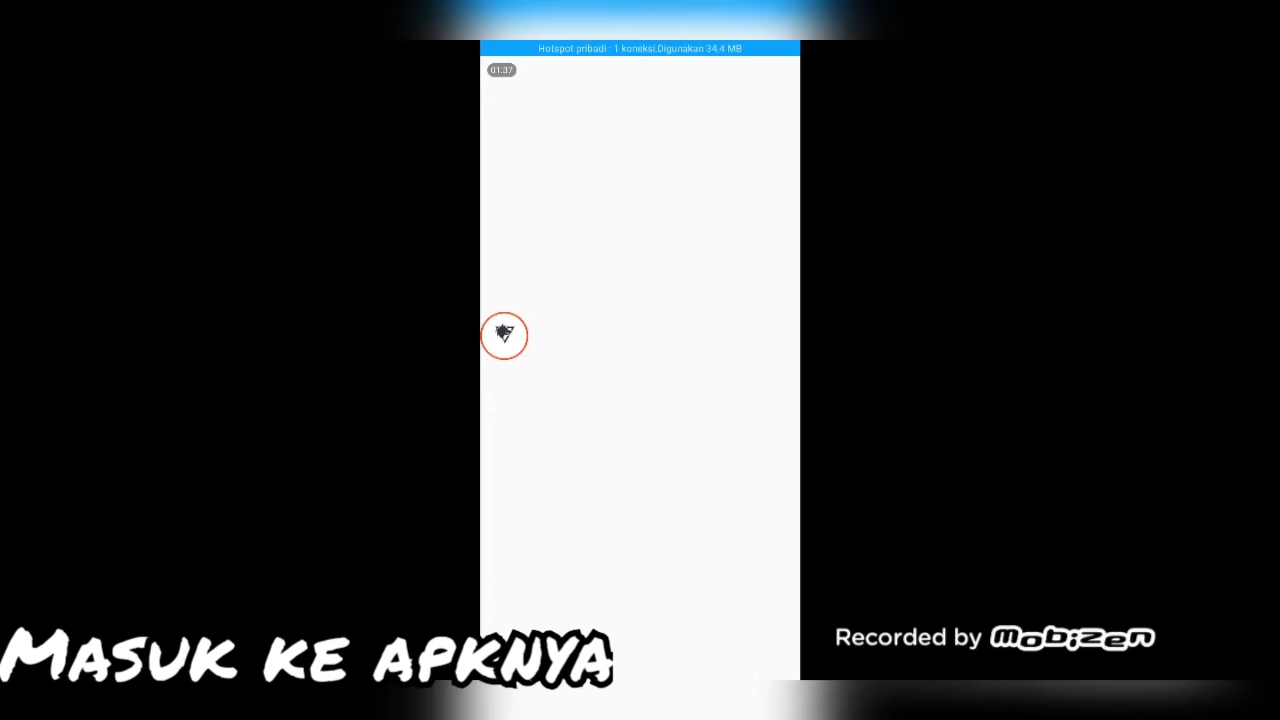 Hotspot pribadi : 1 koneksi,Digunakan 34,4 MB
01:37
MASUK KE APKNYA
Recorded by mobizen